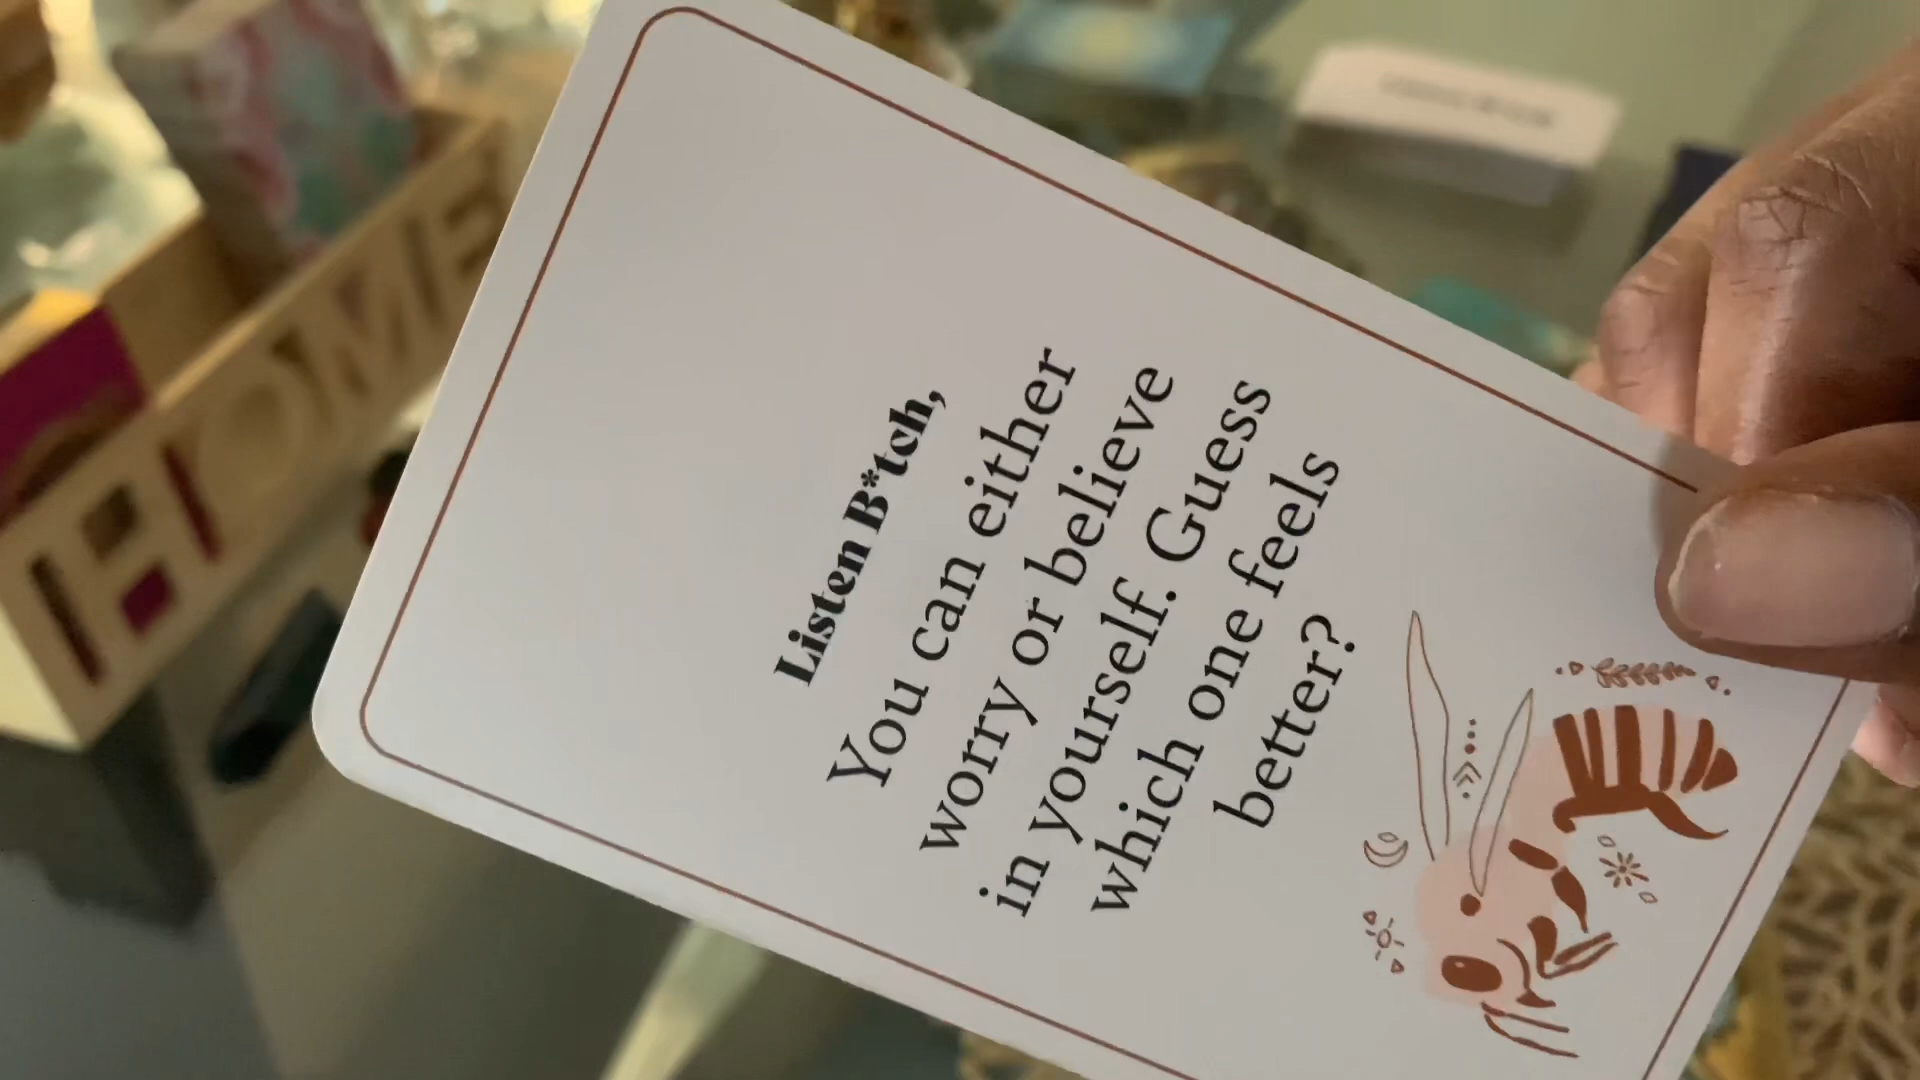 Listen B*tch,
You can either
worry or believe
in yourself. Guess
which one feels
better?
HOME